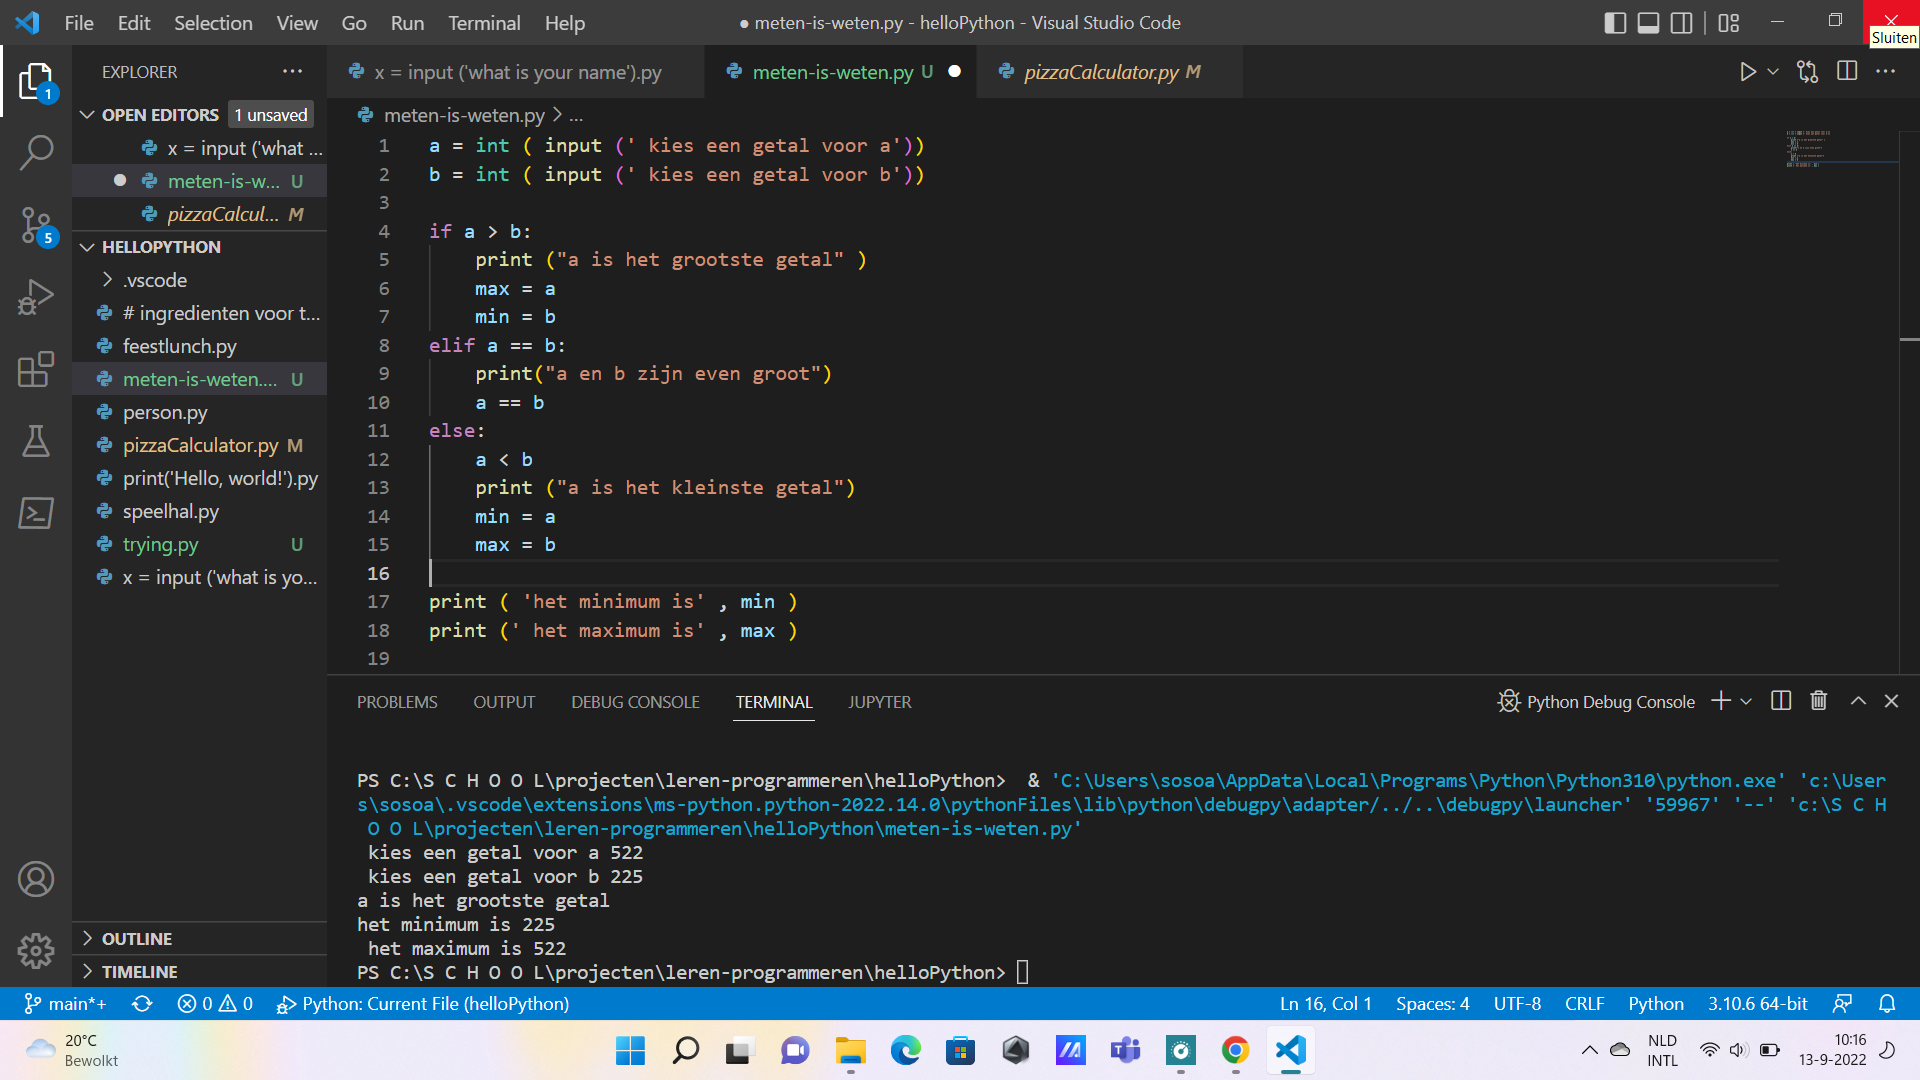 File Edit Selection View Go Run Terminal Help
● meten-is-weten.py - helloPython - Visual Studio Code
Sluiten
EXPLORER ...
OPEN EDITORS 1 unsaved
x = input ('what ...
meten-is-w... U
pizzaCalcul... M
HELLOPYTHON
.vscode
# ingredienten voor t...
feestlunch.py
meten-is-weten.... U
person.py
pizzaCalculator.py M
print('Hello, world!').py
speelhal.py
trying.py U
x = input ('what is yo...
OUTLINE
TIMELINE
1
5
x = input ('what is your name').py
meten-is-weten.py U
pizzaCalculator.py M
meten-is-weten.py > ...
1 a = int ( input (' kies een getal voor a'))
2 b = int ( input (' kies een getal voor b'))
3
4 if a > b:
5     print ("a is het grootste getal" )
6     max = a
7     min = b
8 elif a == b:
9     print("a en b zijn even groot")
10     a == b
11 else:
12     a < b
13     print ("a is het kleinste getal")
14     min = a
15     max = b
16
17 print ( 'het minimum is' , min )
18 print (' het maximum is' , max )
19
PROBLEMS OUTPUT DEBUG CONSOLE TERMINAL JUPYTER
Python Debug Console
PS C:\S C H O O L\projecten\leren-programmeren\helloPython>  & 'C:\Users\sosoa\AppData\Local\Programs\Python\Python310\python.exe' 'c:\User
s\sosoa\.vscode\extensions\ms-python.python-2022.14.0\pythonFiles\lib\python\debugpy\adapter/../..\debugpy\launcher' '59967' '--' 'c:\S C H
 O O L\projecten\leren-programmeren\helloPython\meten-is-weten.py'
 kies een getal voor a 522
 kies een getal voor b 225
a is het grootste getal
het minimum is 225
 het maximum is 522
PS C:\S C H O O L\projecten\leren-programmeren\helloPython>
main*+ 0 0 Python: Current File (helloPython)
Ln 16, Col 1 Spaces: 4 UTF-8 CRLF Python 3.10.6 64-bit
20°C
Bewolkt
NLD
INTL
10:16
13-9-2022